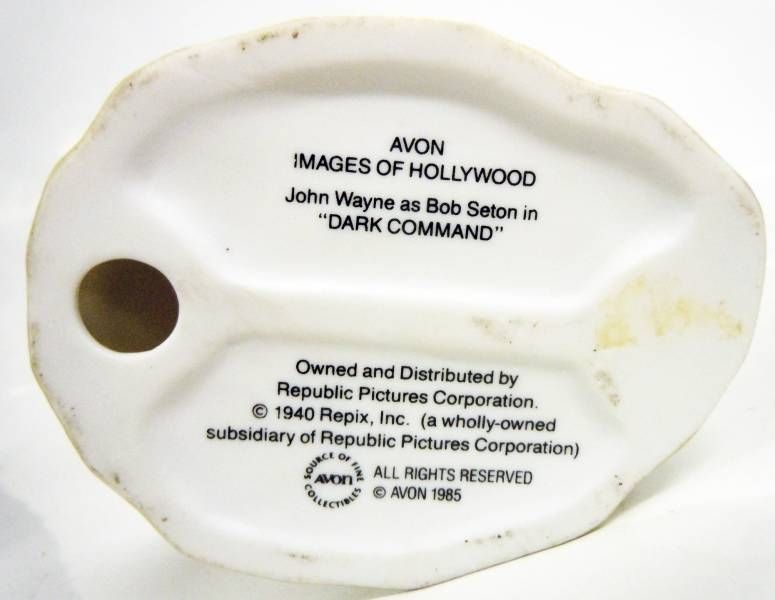 AVON
IMAGES OF HOLLYWOOD
John Wayne as Bob Seton in
"DARK COMMAND"
Owned and Distributed by
Republic Pictures Corporation.
© 1940 Repix, Inc. (a wholly-owned
subsidiary of Republic Pictures Corporation)
SOURCE OF FINE
AVON
COLLECTIBLES
ALL RIGHTS RESERVED
© AVON 1985